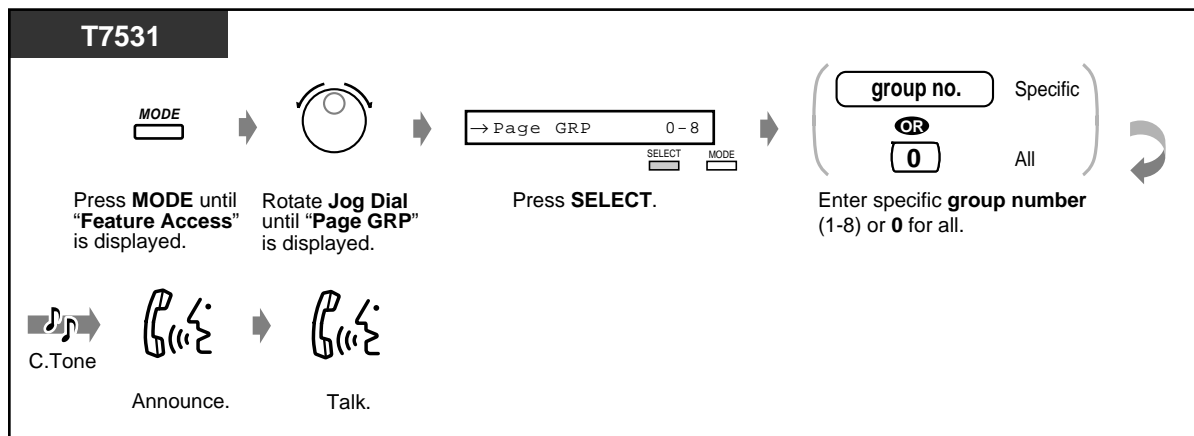 T7531
MODE
Press MODE until
“Feature Access”
is displayed.
Rotate Jog Dial
until “Page GRP”
is displayed.
→Page GRP 0-8
SELECT MODE
Press SELECT.
group no. Specific
OR
0 All
Enter specific group number
(1-8) or 0 for all.
C.Tone
Announce.
Talk.